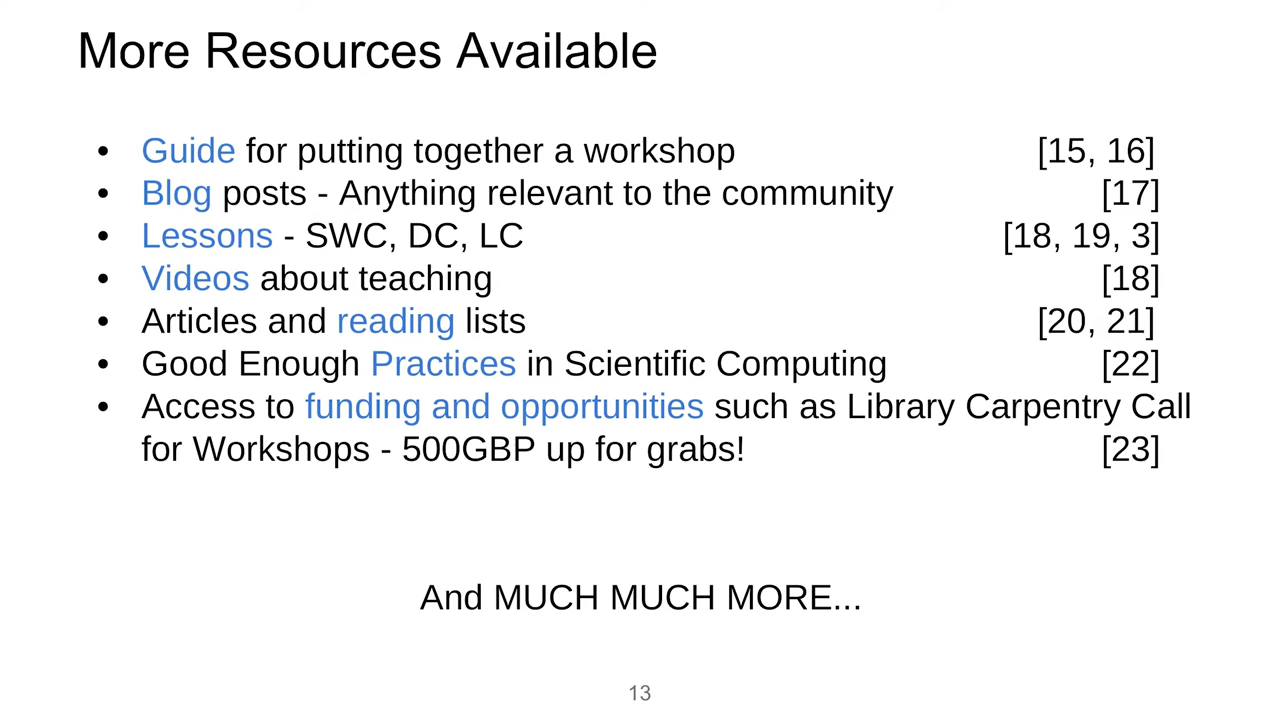 More Resources Available
• Guide for putting together a workshop [15, 16]
• Blog posts - Anything relevant to the community [17]
• Lessons - SWC, DC, LC [18, 19, 3]
• Videos about teaching [18]
• Articles and reading lists [20, 21]
• Good Enough Practices in Scientific Computing [22]
• Access to funding and opportunities such as Library Carpentry Call
for Workshops - 500GBP up for grabs! [23]
And MUCH MUCH MORE...
13